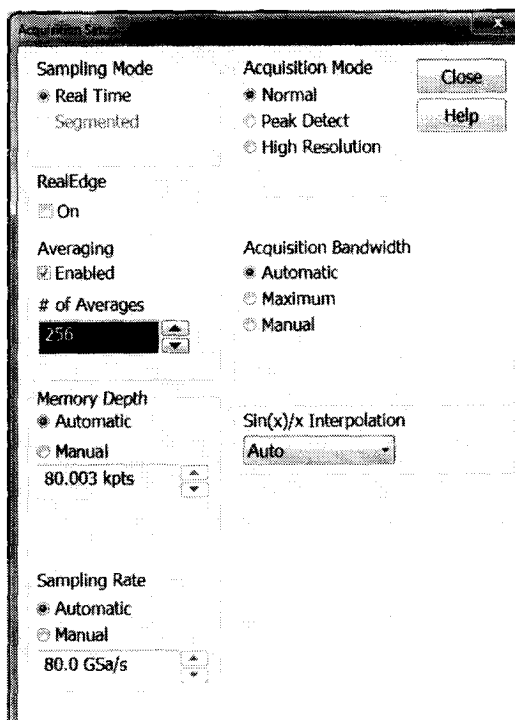 Acquisition Setup
Sampling Mode
Real Time
Segmented
RealEdge
On
Averaging
Enabled
# of Averages
256
Memory Depth
Automatic
Manual
80.003 kpts
Sampling Rate
Automatic
Manual
80.0 GSa/s
Acquisition Mode
Normal
Peak Detect
High Resolution
Acquisition Bandwidth
Automatic
Maximum
Manual
Sin(x)/x Interpolation
Auto
Close
Help